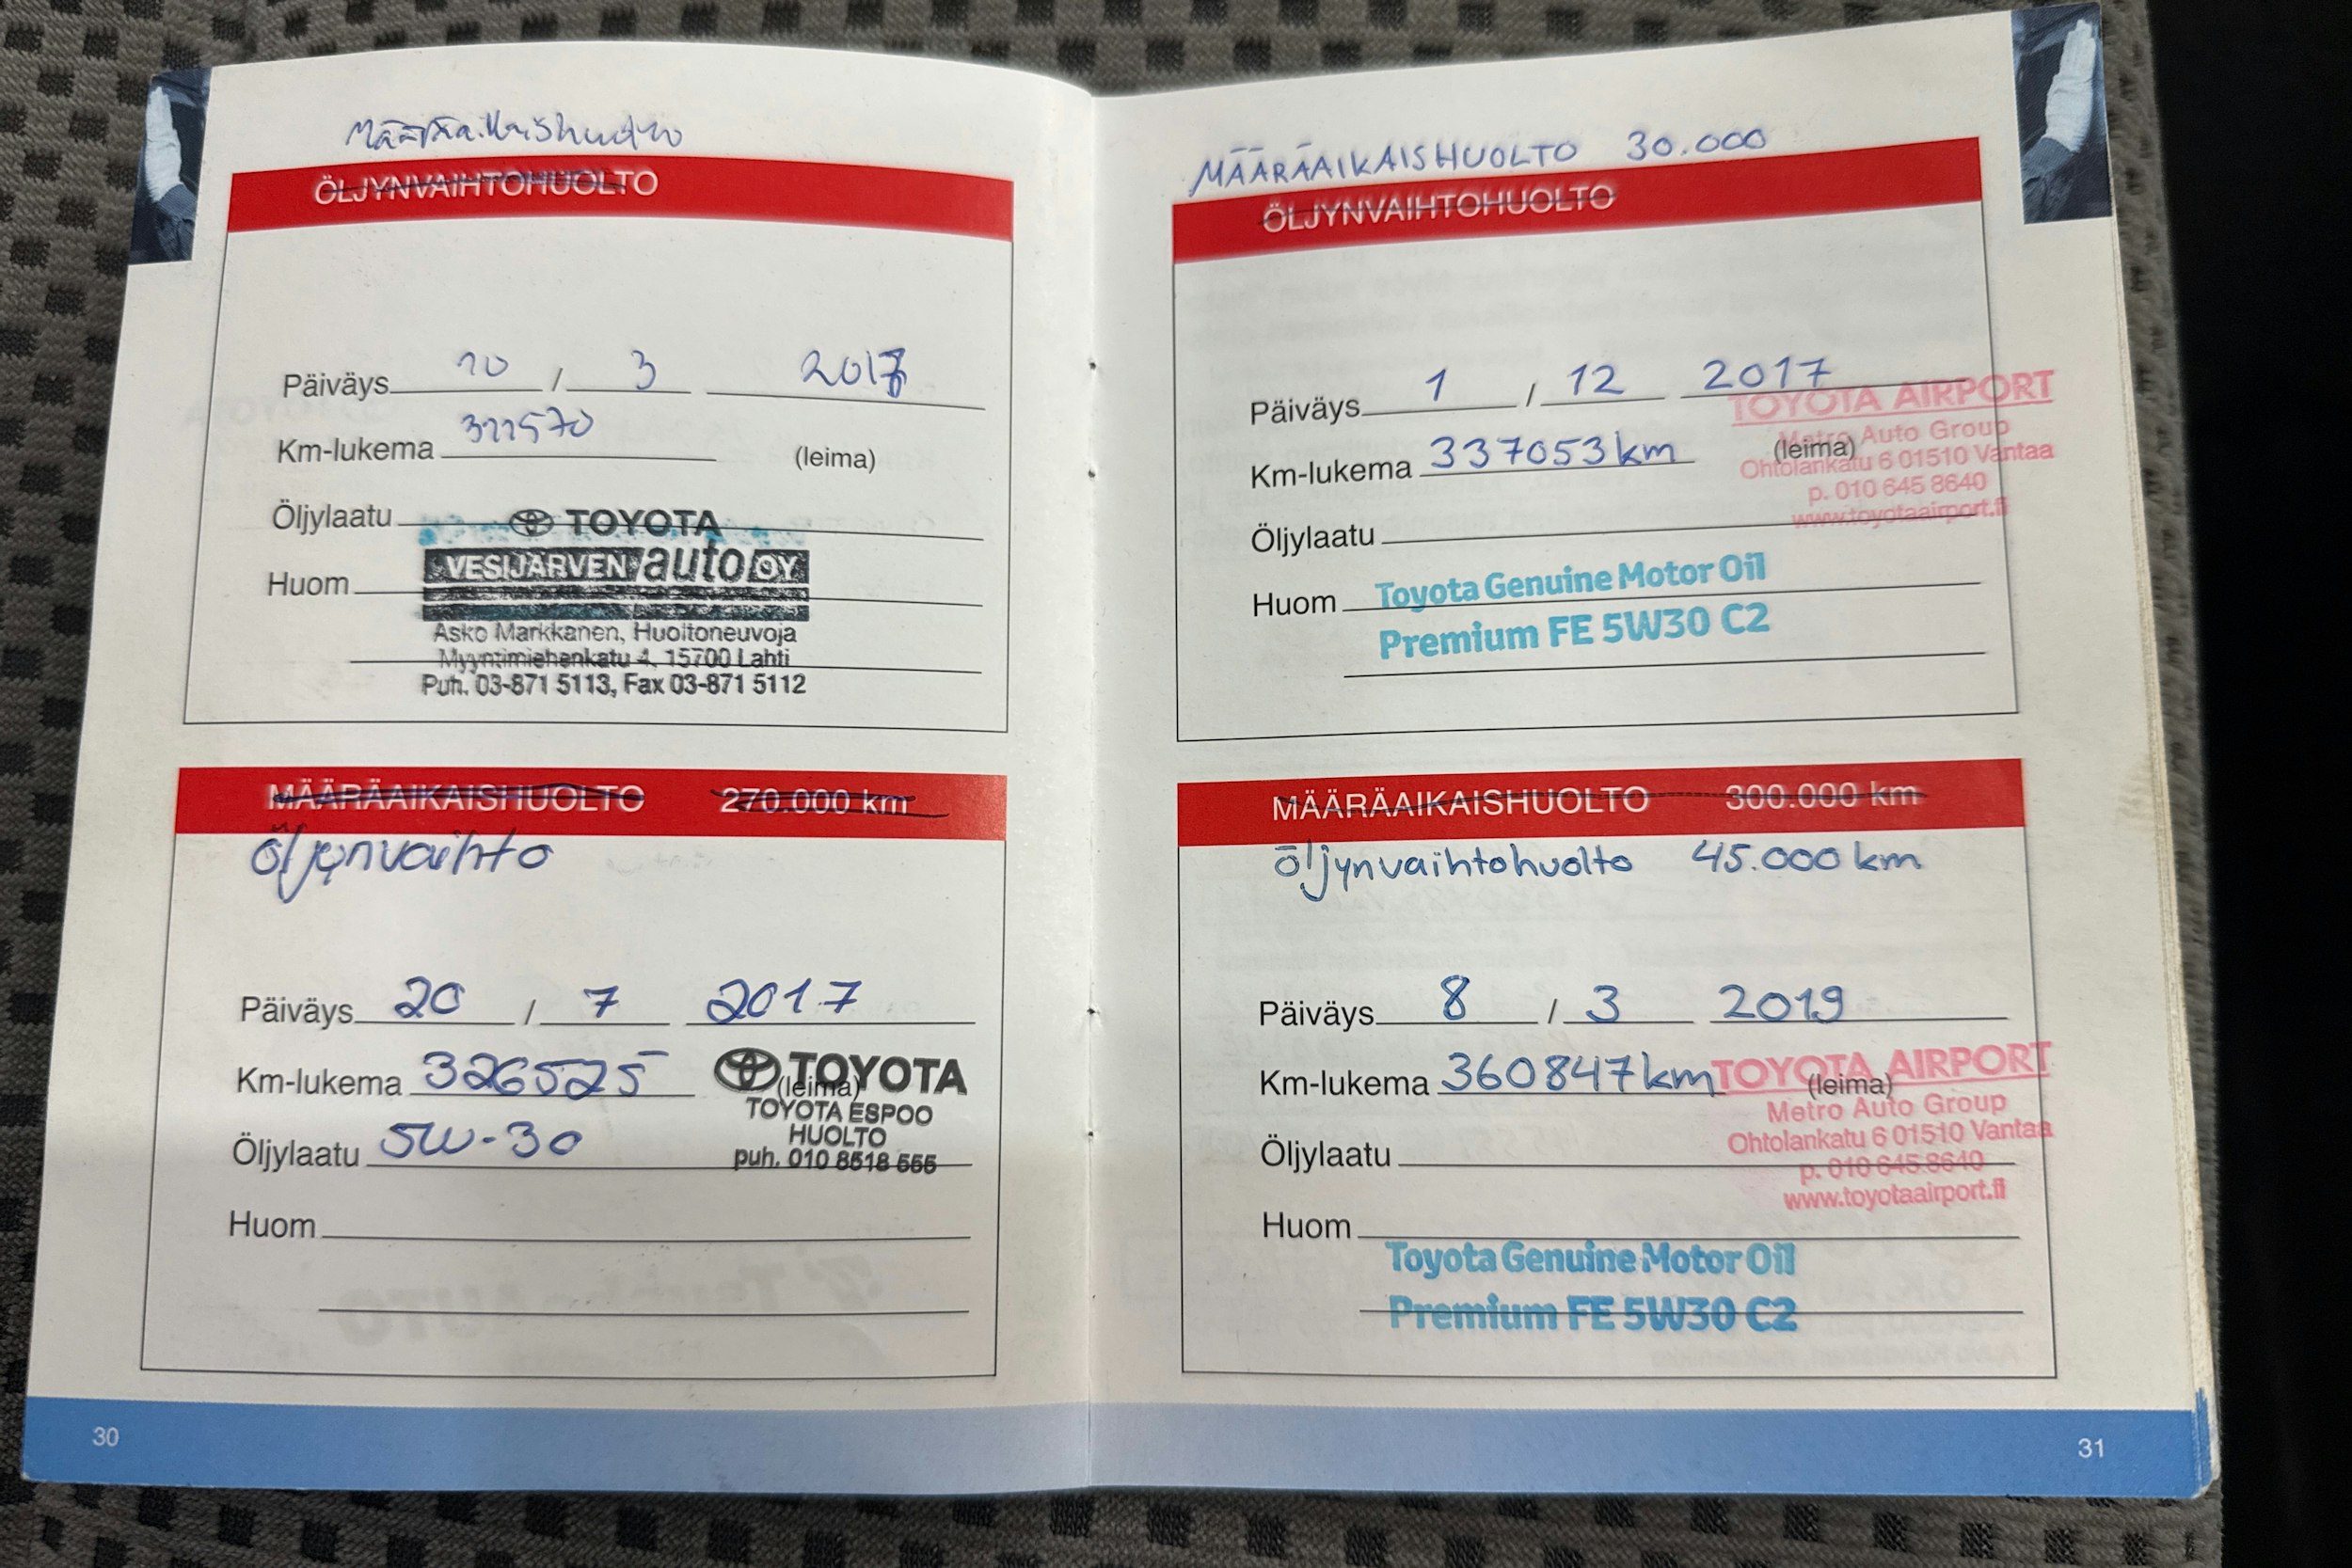 Määräaikaishuolto
ÖLJYNVAIHTOHUOLTO
Päiväys 10 / 3 2017
Km-lukema 311570
(leima)
Öljylaatu
TOYOTA
VESIJÄRVEN auto OY
Huom
Asko Markkanen, Huoltoneuvoja
Myyntimiehenkatu 4, 15700 Lahti
Puh. 03-871 5113, Fax 03-871 5112
MÄÄRÄAIKAISHUOLTO 270.000 km
öljynvaihto
Päiväys 20 / 7 2017
Km-lukema 326525
(leima)
TOYOTA
TOYOTA ESPOO
HUOLTO
puh. 010 8518 555
Öljylaatu 5W-30
Huom
30
MÄÄRÄAIKAISHUOLTO 30.000
ÖLJYNVAIHTOHUOLTO
Päiväys 1 / 12 2017
Km-lukema 337053km
(leima)
TOYOTA AIRPORT
Metro Auto Group
Ohtolankatu 6 01510 Vantaa
p. 010 645 8640
www.toyotaairport.fi
Öljylaatu
Huom
Toyota Genuine Motor Oil
Premium FE 5W30 C2
MÄÄRÄAIKAISHUOLTO 300.000 km
öljynvaihtohuolto 45.000 km
Päiväys 8 / 3 2019
Km-lukema 360847km
(leima)
TOYOTA AIRPORT
Metro Auto Group
Ohtolankatu 6 01510 Vantaa
p. 010 645 8640
www.toyotaairport.fi
Öljylaatu
Huom
Toyota Genuine Motor Oil
Premium FE 5W30 C2
31